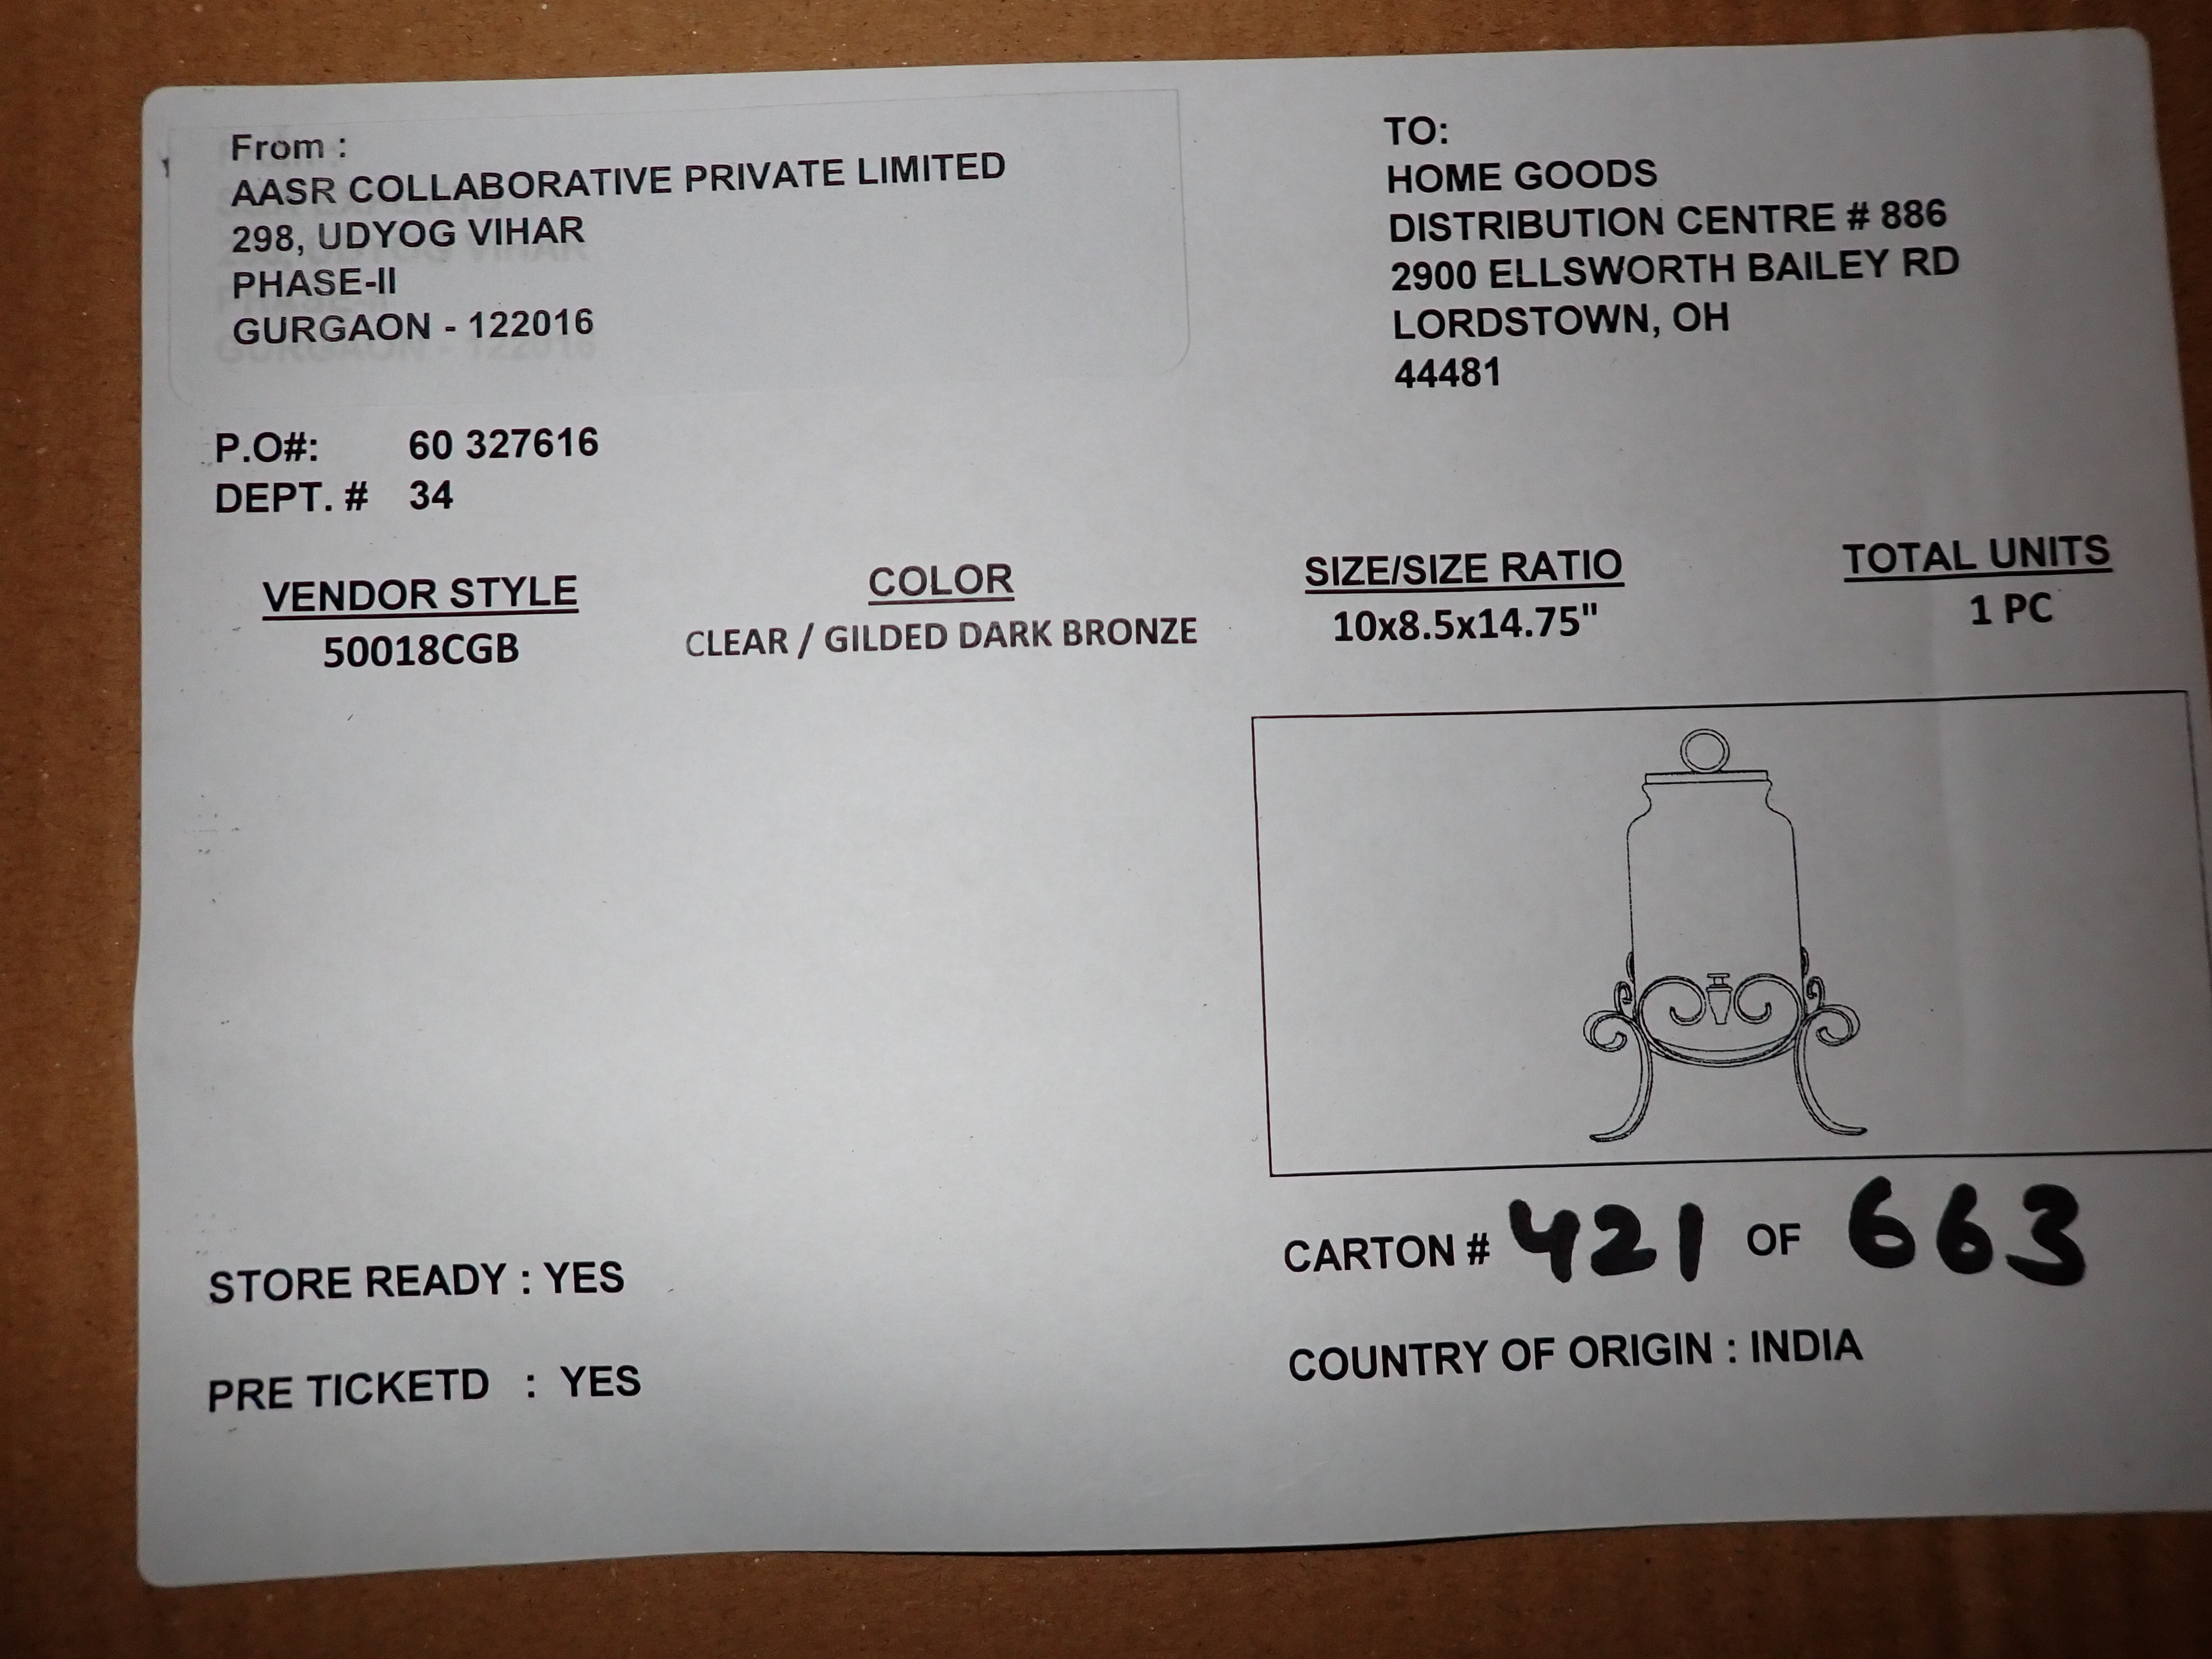 From :
AASR COLLABORATIVE PRIVATE LIMITED
298, UDYOG VIHAR
PHASE-II
GURGAON - 122016
TO:
HOME GOODS
DISTRIBUTION CENTRE # 886
2900 ELLSWORTH BAILEY RD
LORDSTOWN, OH
44481
P.O#: 60 327616
DEPT. # 34
VENDOR STYLE COLOR SIZE/SIZE RATIO TOTAL UNITS
50018CGB CLEAR / GILDED DARK BRONZE 10x8.5x14.75" 1 PC
CARTON # 421 OF 663
STORE READY : YES
COUNTRY OF ORIGIN : INDIA
PRE TICKETD : YES